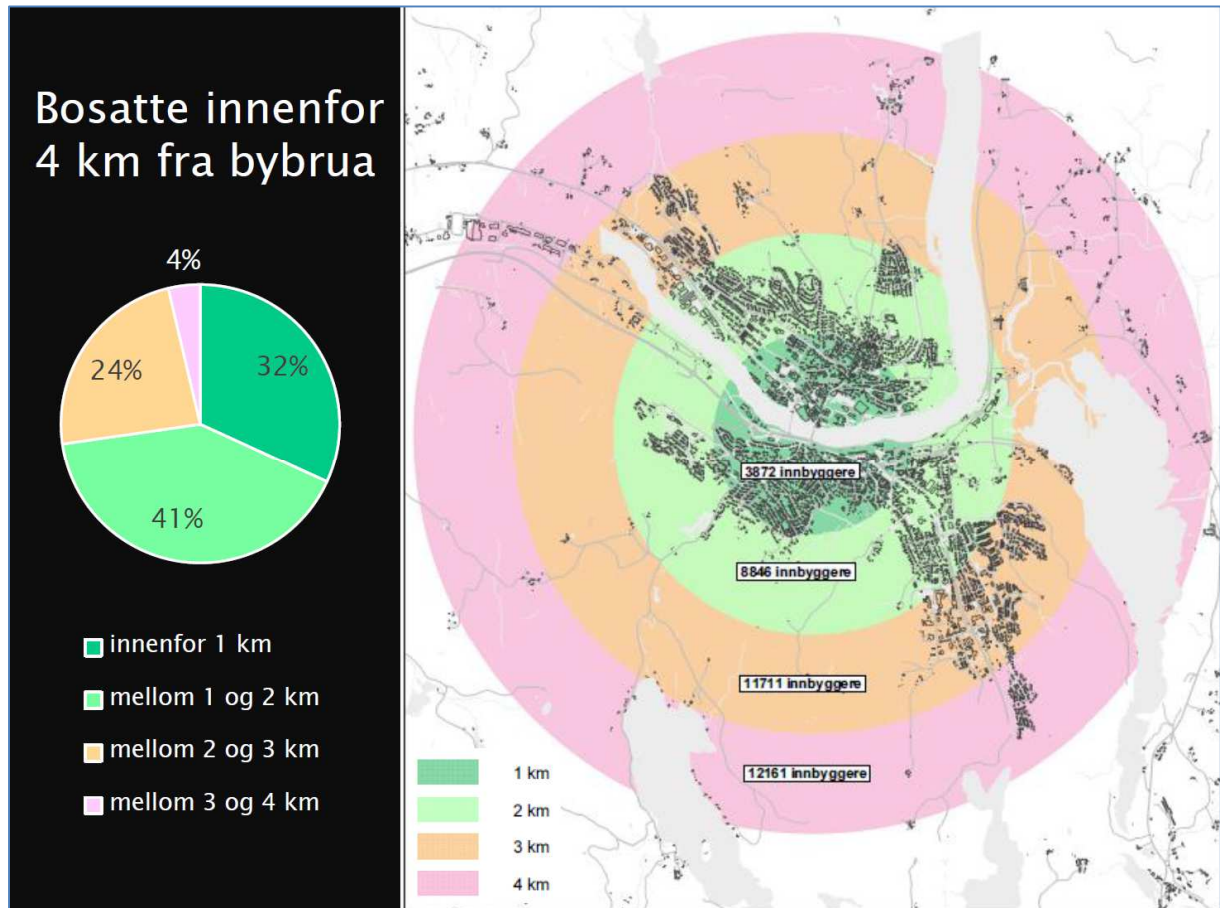 Bosatte innenfor
4 km fra bybrua
4%
32%
24%
41%
innenfor 1 km
mellom 1 og 2 km
mellom 2 og 3 km
mellom 3 og 4 km
3872 innbyggere
8846 innbyggere
11711 innbyggere
12161 innbyggere
1 km
2 km
3 km
4 km